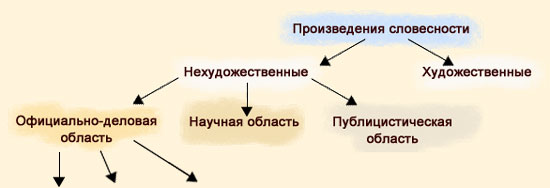 Произведения словесности
Нехудожественные
Художественные
Официально-деловая
область
Научная область
Публицистическая
область